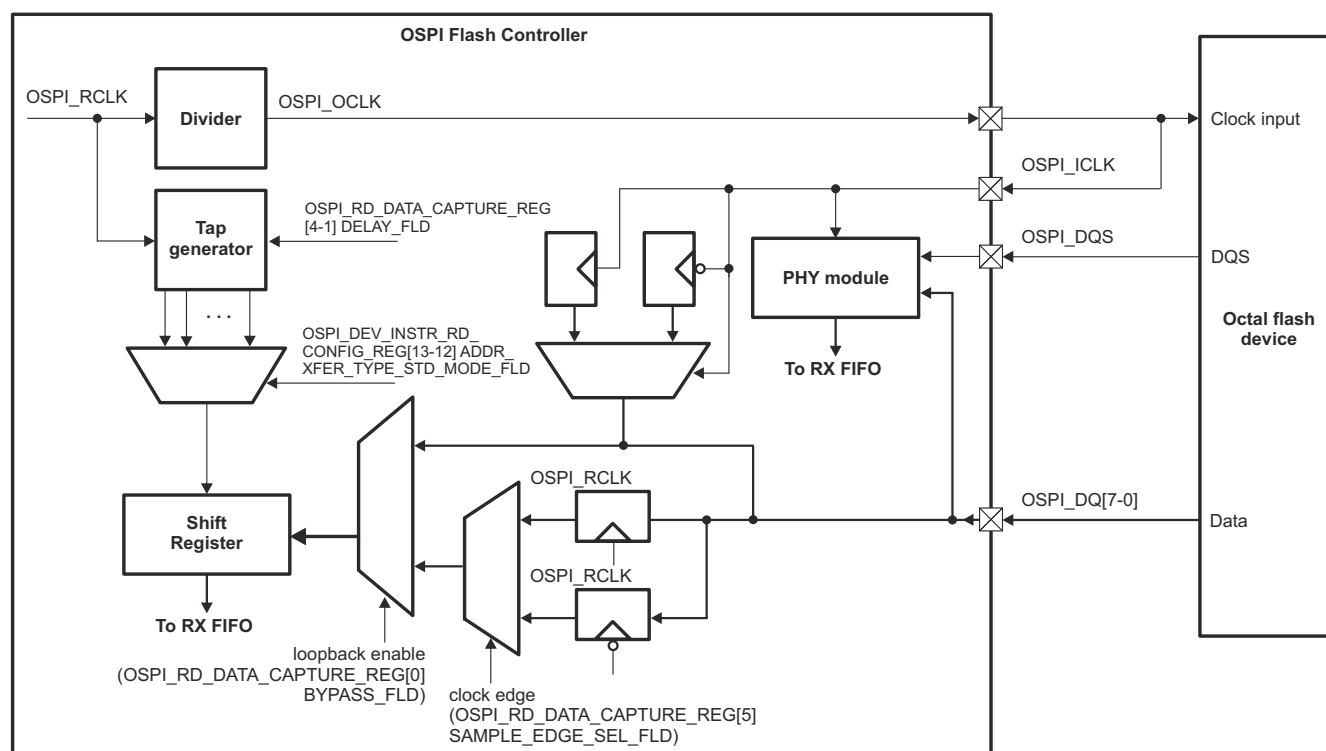 OSPI Flash Controller
OSPI_RCLK
Divider
OSPI_OCLK
Clock input
OSPI_ICLK
Tap
generator
OSPI_RD_DATA_CAPTURE_REG
[4-1] DELAY_FLD
OSPI_DQS
DQS
PHY module
. . .
Octal flash
device
OSPI_DEV_INSTR_RD_
CONFIG_REG[13-12] ADDR_
XFER_TYPE_STD_MODE_FLD
To RX FIFO
OSPI_RCLK
OSPI_DQ[7-0]
Data
Shift
Register
OSPI_RCLK
To RX FIFO
loopback enable
(OSPI_RD_DATA_CAPTURE_REG[0]
BYPASS_FLD)
clock edge
(OSPI_RD_DATA_CAPTURE_REG[5]
SAMPLE_EDGE_SEL_FLD)